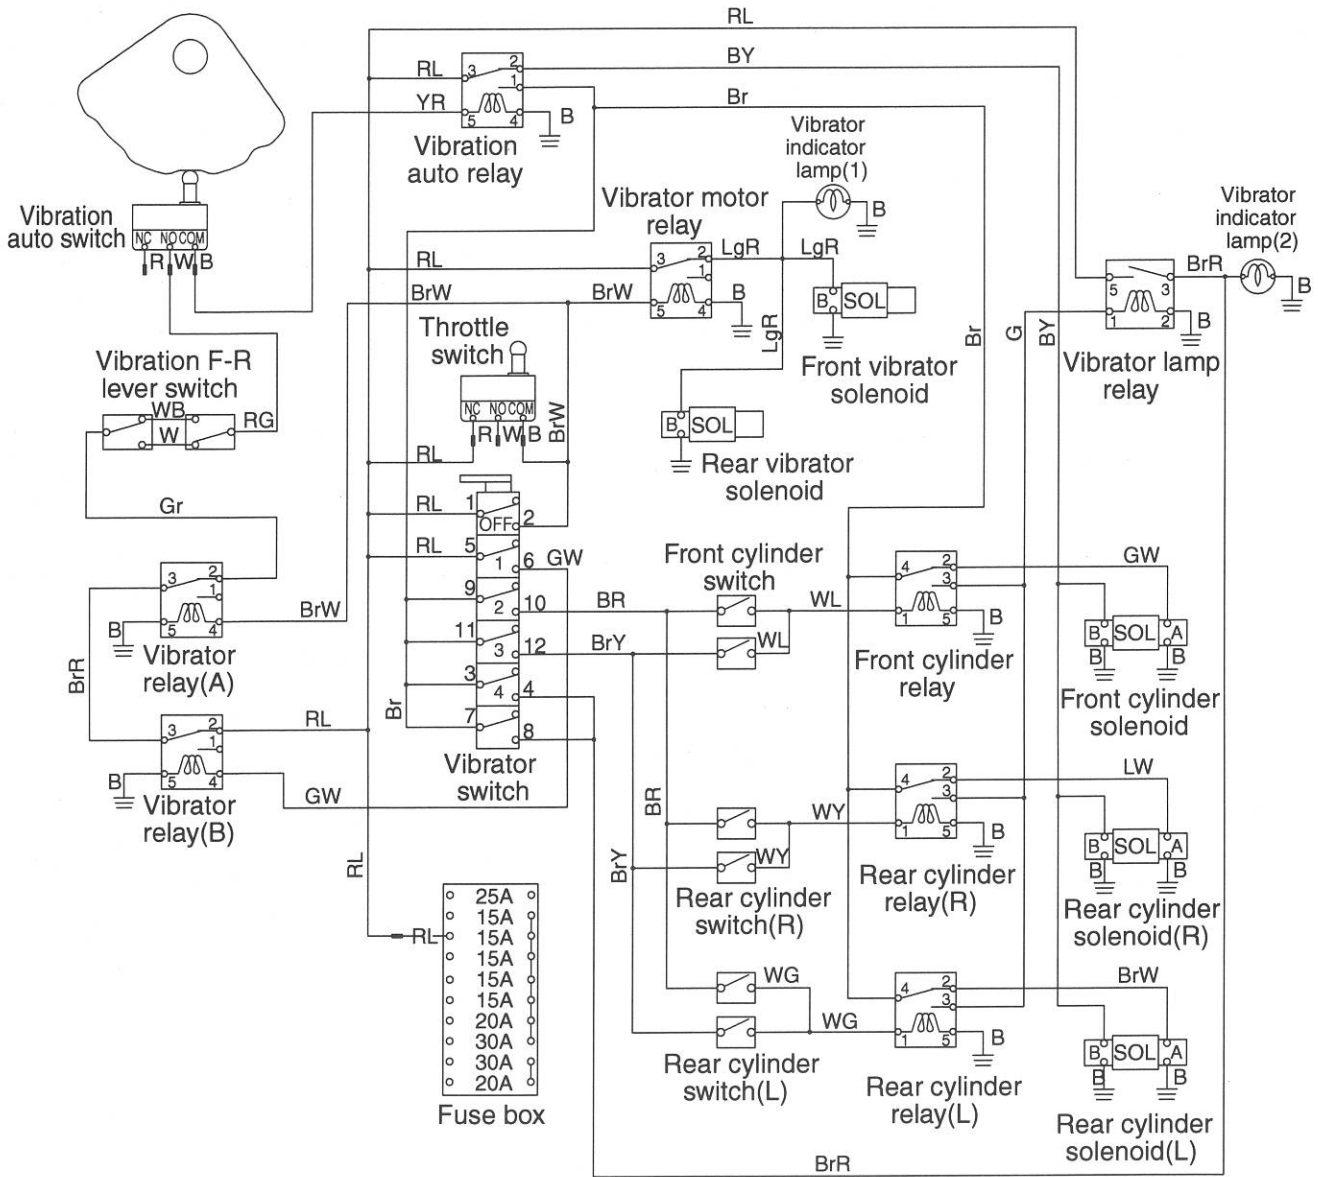 RL
BY
Br
RL
YR
3
2
1
5
4
B
Vibration
auto relay
Vibration
auto switch
NC
NO
COM
R
W
B
Vibrator
indicator
lamp(1)
B
Vibrator motor
relay
RL
3
2
1
5
4
LgR
LgR
BrW
BrW
B
LgR
B
SOL
Front vibrator
solenoid
B
SOL
Rear vibrator
solenoid
Vibrator
indicator
lamp(2)
BrR
B
5
3
1
2
B
Vibrator lamp
relay
G
BY
Br
Throttle
switch
NC
NO
COM
R
W
B
BrW
RL
Vibration F-R
lever switch
WB
W
RG
Gr
3
2
1
5
4
B
BrW
Vibrator
relay(A)
BrR
3
2
1
5
4
B
RL
GW
Vibrator
relay(B)
RL
RL
1
OFF
2
5
1
6
GW
9
2
10
BR
11
3
12
BrY
3
4
4
7
8
Br
Vibrator
switch
Front cylinder
switch
WL
WL
4
2
3
1
5
B
Front cylinder
relay
GW
B
SOL
A
B
B
Front cylinder
solenoid
BR
BrY
WY
WY
Rear cylinder
switch(R)
4
2
3
1
5
B
Rear cylinder
relay(R)
LW
B
SOL
A
B
B
Rear cylinder
solenoid(R)
WG
WG
Rear cylinder
switch(L)
4
2
3
1
5
B
Rear cylinder
relay(L)
BrW
B
SOL
A
B
B
Rear cylinder
solenoid(L)
BrR
RL
RL
25A
15A
15A
15A
15A
15A
20A
30A
30A
20A
Fuse box